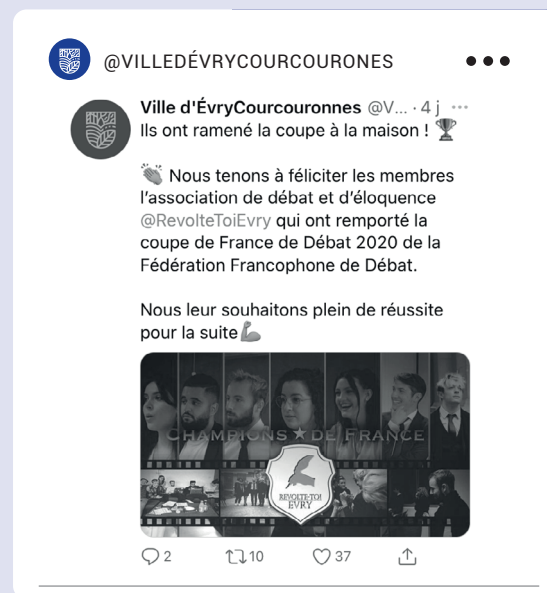 @VILLEDÉVRYCOURCOURONES
Ville d'ÉvryCourcouronnes @V... · 4 j
Ils ont ramené la coupe à la maison ! 🏆
👏 Nous tenons à féliciter les membres
l'association de débat et d'éloquence
@RevolteToiEvry qui ont remporté la
coupe de France de Débat 2020 de la
Fédération Francophone de Débat.
Nous leur souhaitons plein de réussite
pour la suite 💪
CHAMPIONS ★ DE FRANCE
REVOLTE-TOI
EVRY
2 10 37